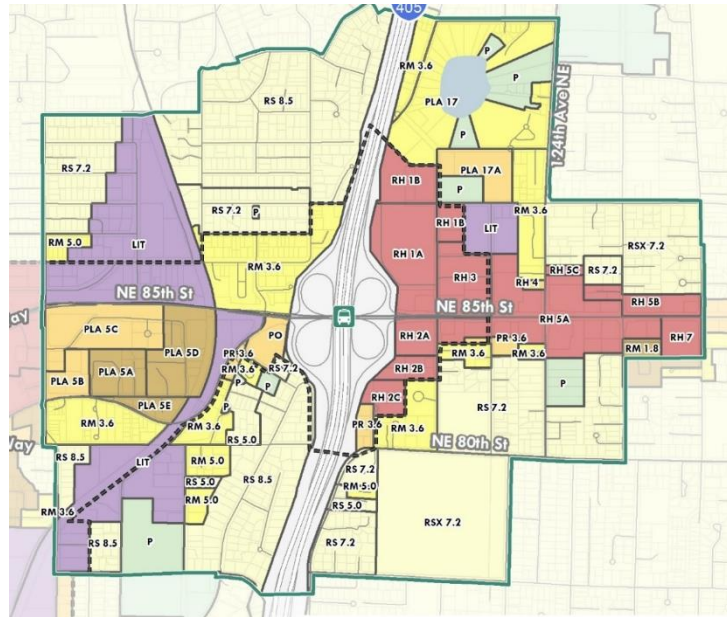 405
P
RM 3.6
P
RS 8.5
PLA 17
124th Ave NE
P
RS 7.2
PLA 17A
RH 1B
P
RS 7.2
P
RM 3.6
RH 1B
LIT
RM 5.0
LIT
RH 1A
RSX 7.2
RM 3.6
RH 3
RH 5C
RS 7.2
RH 4
NE 85th St
NE 85th St
RH 5B
ay
PLA 5C
PO
RH 2A
RH 5A
PLA 5D
PR 3.6
RH 7
PR 3.6
RM 3.6
RM 3.6
RM 1.8
PLA 5A
RM 3.6
RS 7.2
RH 2B
PLA 5B
P
P
P
PLA 5E
RH 2C
RS 7.2
P
RM 3.6
RM 3.6
PR 3.6
RM 3.6
Way
RS 5.0
NE 80th St
RS 8.5
LIT
RM 5.0
RS 7.2
RS 5.0
RS 8.5
RM 5.0
RM 5.0
RS 5.0
RM 3.6
RSX 7.2
RS 8.5
P
RS 7.2